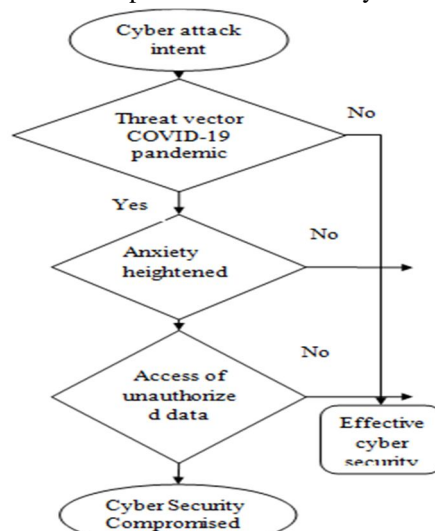 Cyber attack
intent
No
Threat vector
COVID-19
pandemic
Yes
No
Anxiety
heightened
No
Access of
unauthorize
d data
Effective
cyber
security
Cyber Security
Compromised